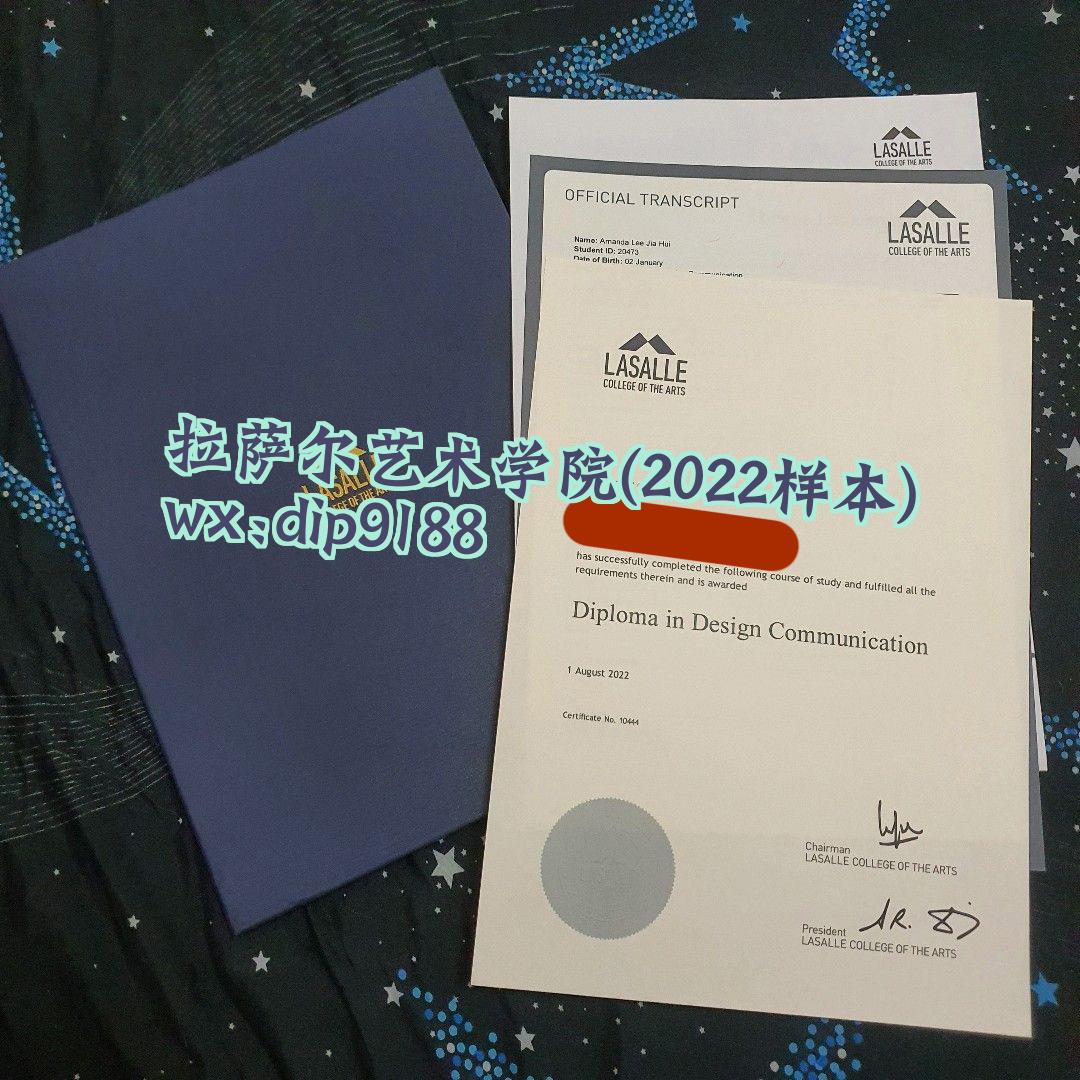 LASALLE
COLLEGE OF THE ARTS
OFFICIAL TRANSCRIPT
LASALLE
COLLEGE OF THE ARTS
Name: Amanda Lee Jia Hui
Student ID: 20473
Date of Birth: 02 January
Communication
LASALLE
COLLEGE OF THE ARTS
拉萨尔艺术学院(2022样本)
wx:dip9188
has successfully completed the following course of study and fulfilled all the
requirements therein and is awarded
Diploma in Design Communication
1 August 2022
Certificate No. 10444
Chairman
LASALLE COLLEGE OF THE ARTS
President
LASALLE COLLEGE OF THE ARTS